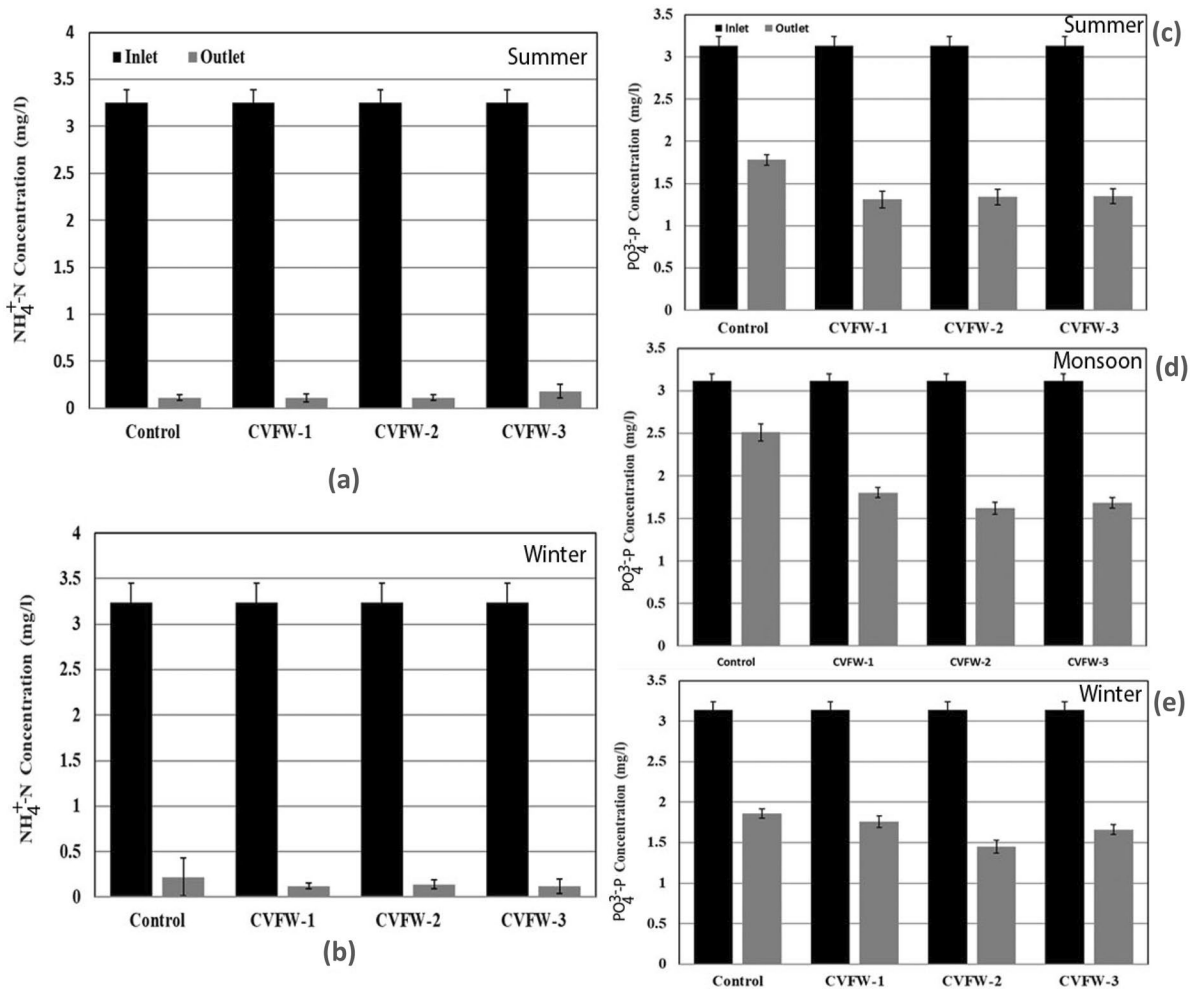 4
3.5
3
2.5
2
1.5
1
0.5
0
NH4+-N Concentration (mg/l)
Inlet Outlet
Summer
Control CVFW-1 CVFW-2 CVFW-3
(a)
4
3.5
3
2.5
2
1.5
1
0.5
0
NH4+-N Concentration (mg/l)
Winter
Control CVFW-1 CVFW-2 CVFW-3
(b)
3.5
3
2.5
2
1.5
1
0.5
0
PO43--P Concentration (mg/l)
Inlet Outlet
Summer
(c)
Control CVFW-1 CVFW-2 CVFW-3
3.5
3
2.5
2
1.5
1
0.5
0
PO43--P Concentration (mg/l)
Monsoon
(d)
Control CVFW-1 CVFW-2 CVFW-3
3.5
3
2.5
2
1.5
1
0.5
0
PO43--P Concentration (mg/l)
Winter
(e)
Control CVFW-1 CVFW-2 CVFW-3